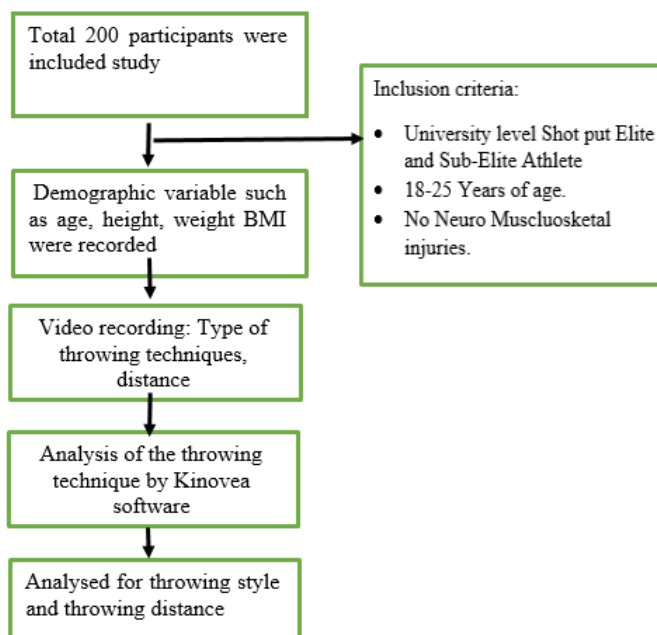 Total 200 participants were
included study
Inclusion criteria:
• University level Shot put Elite
and Sub-Elite Athlete
• 18-25 Years of age.
• No Neuro Muscluosketal
injuries.
Demographic variable such
as age, height, weight BMI
were recorded
Video recording: Type of
throwing techniques,
distance
Analysis of the throwing
technique by Kinovea
software
Analysed for throwing style
and throwing distance